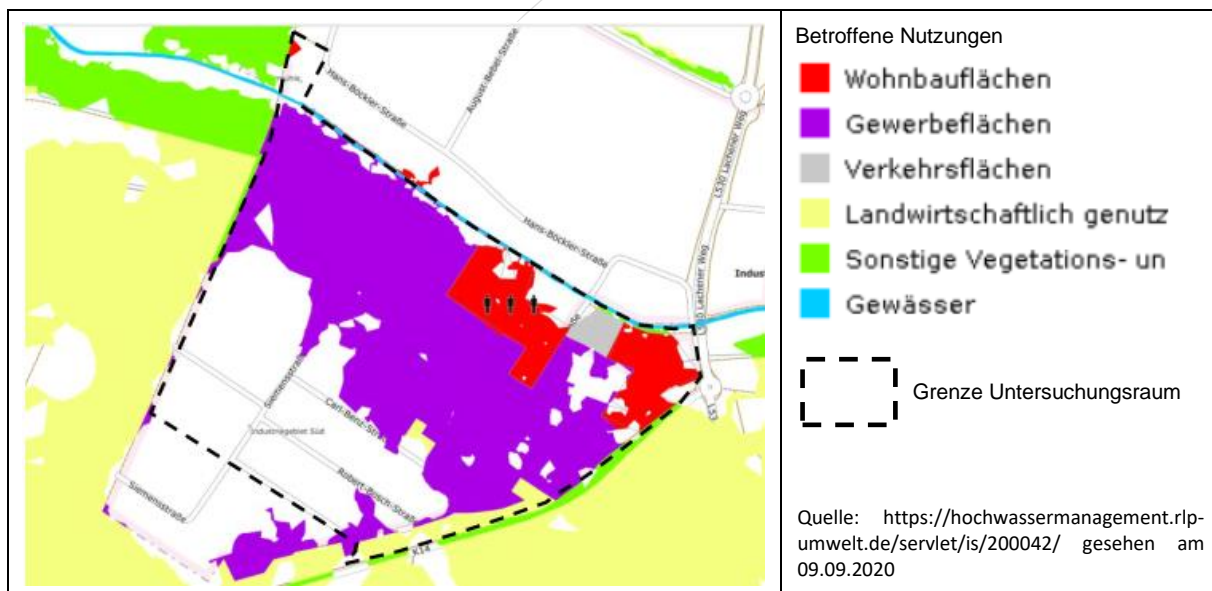 Hans-Böckler-Straße
August-Bebel-Straße
L530 Lachener Weg
Hans-Böckler-Straße
Indust
Siemensstraße
Carl-Benz-Straß
Industriegebiet Süd
Robert-Bosch-Straße
Siemensstraße
K14
L53
Betroffene Nutzungen
Wohnbauflächen
Gewerbeflächen
Verkehrsflächen
Landwirtschaftlich genutz
Sonstige Vegetations- un
Gewässer
Grenze Untersuchungsraum
Quelle: https://hochwassermanagement.rlp-
umwelt.de/servlet/is/200042/ gesehen am
09.09.2020